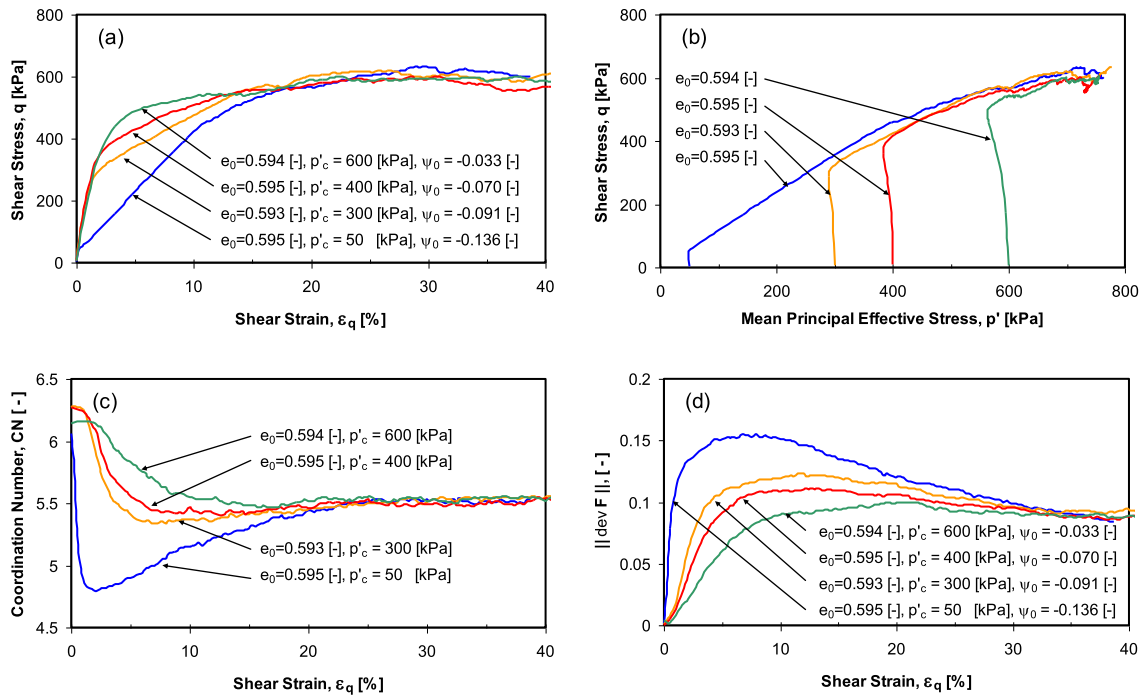 (a)
800
600
400
200
0
Shear Stress, q [kPa]
e0=0.594 [-], p'c = 600 [kPa], ψ0 = -0.033 [-]
e0=0.595 [-], p'c = 400 [kPa], ψ0 = -0.070 [-]
e0=0.593 [-], p'c = 300 [kPa], ψ0 = -0.091 [-]
e0=0.595 [-], p'c = 50 [kPa], ψ0 = -0.136 [-]
0 10 20 30 40
Shear Strain, εq [%]
(b)
800
600
400
200
0
Shear Stress, q [kPa]
e0=0.594 [-]
e0=0.595 [-]
e0=0.593 [-]
e0=0.595 [-]
0 200 400 600 800
Mean Principal Effective Stress, p' [kPa]
(c)
6.5
6
5.5
5
4.5
Coordination Number, CN [ - ]
e0=0.594 [-], p'c = 600 [kPa]
e0=0.595 [-], p'c = 400 [kPa]
e0=0.593 [-], p'c = 300 [kPa]
e0=0.595 [-], p'c = 50 [kPa]
0 10 20 30 40
Shear Strain, εq [%]
(d)
0.2
0.15
0.1
0.05
0
||dev F||, [ - ]
e0=0.594 [-], p'c = 600 [kPa], ψ0 = -0.033 [-]
e0=0.595 [-], p'c = 400 [kPa], ψ0 = -0.070 [-]
e0=0.593 [-], p'c = 300 [kPa], ψ0 = -0.091 [-]
e0=0.595 [-], p'c = 50 [kPa], ψ0 = -0.136 [-]
0 10 20 30 40
Shear Strain, εq [%]